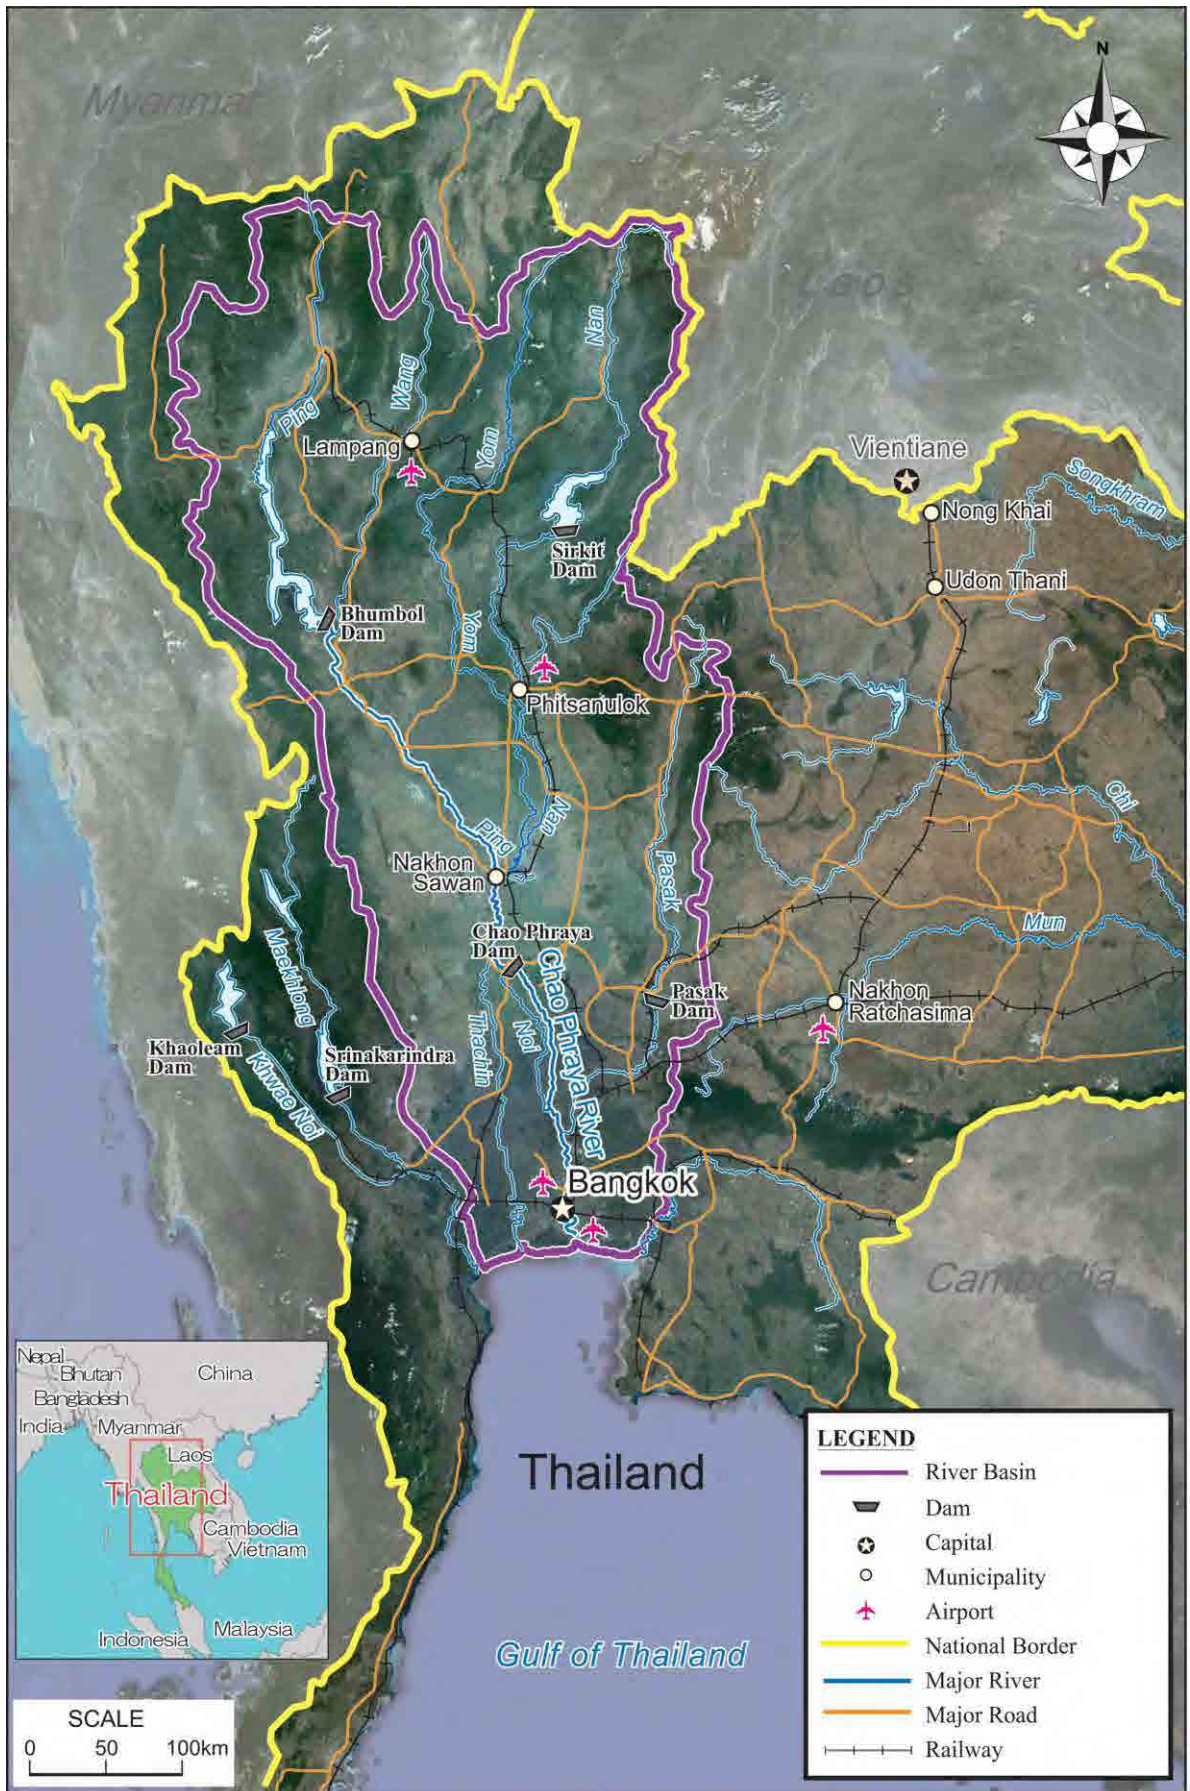 N
Myanmar
Lao
Nan
Wang
Ping
Lampang
Yom
Vientiane
Songkhram
Nong Khai
Sirkit
Dam
Udon Thani
Bhumbol
Dam
Yom
Phitsanulok
Chi
Ping
Nan
Nakhon
Sawan
Pasak
Mun
Chao Phraya
Dam
Maekhlong
Chao Phraya River
Pasak
Dam
Nakhon
Ratchasima
Khaoleam
Dam
Khwae Noi
Srinakarindra
Dam
Thachin
Noi
Bangkok
Cambodia
Nepal
Bhutan
China
Bangladesh
India
Myanmar
Laos
Thailand
Cambodia
Vietnam
Malaysia
Indonesia
Thailand
Gulf of Thailand
LEGEND
River Basin
Dam
Capital
Municipality
Airport
National Border
Major River
Major Road
Railway
SCALE
0 50 100km